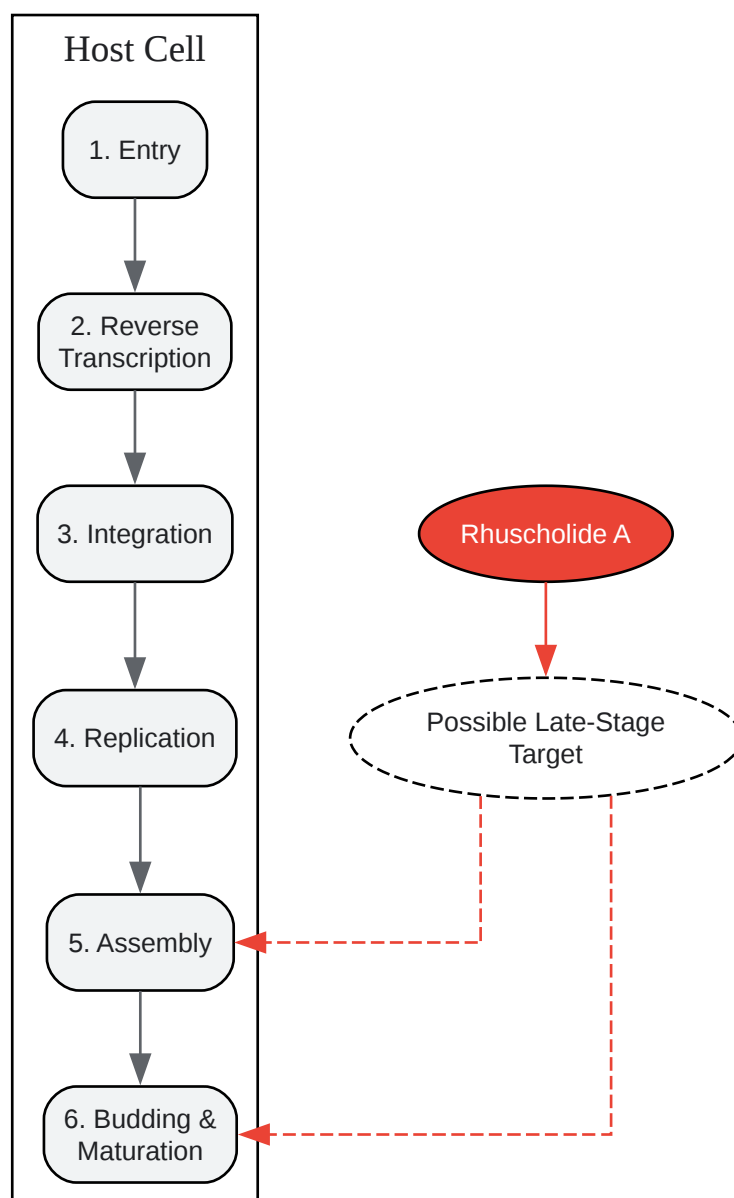 Host Cell
1. Entry
2. Reverse
Transcription
3. Integration
Rhuscholide A
4. Replication
Possible Late-Stage
Target
5. Assembly
6. Budding &
Maturation